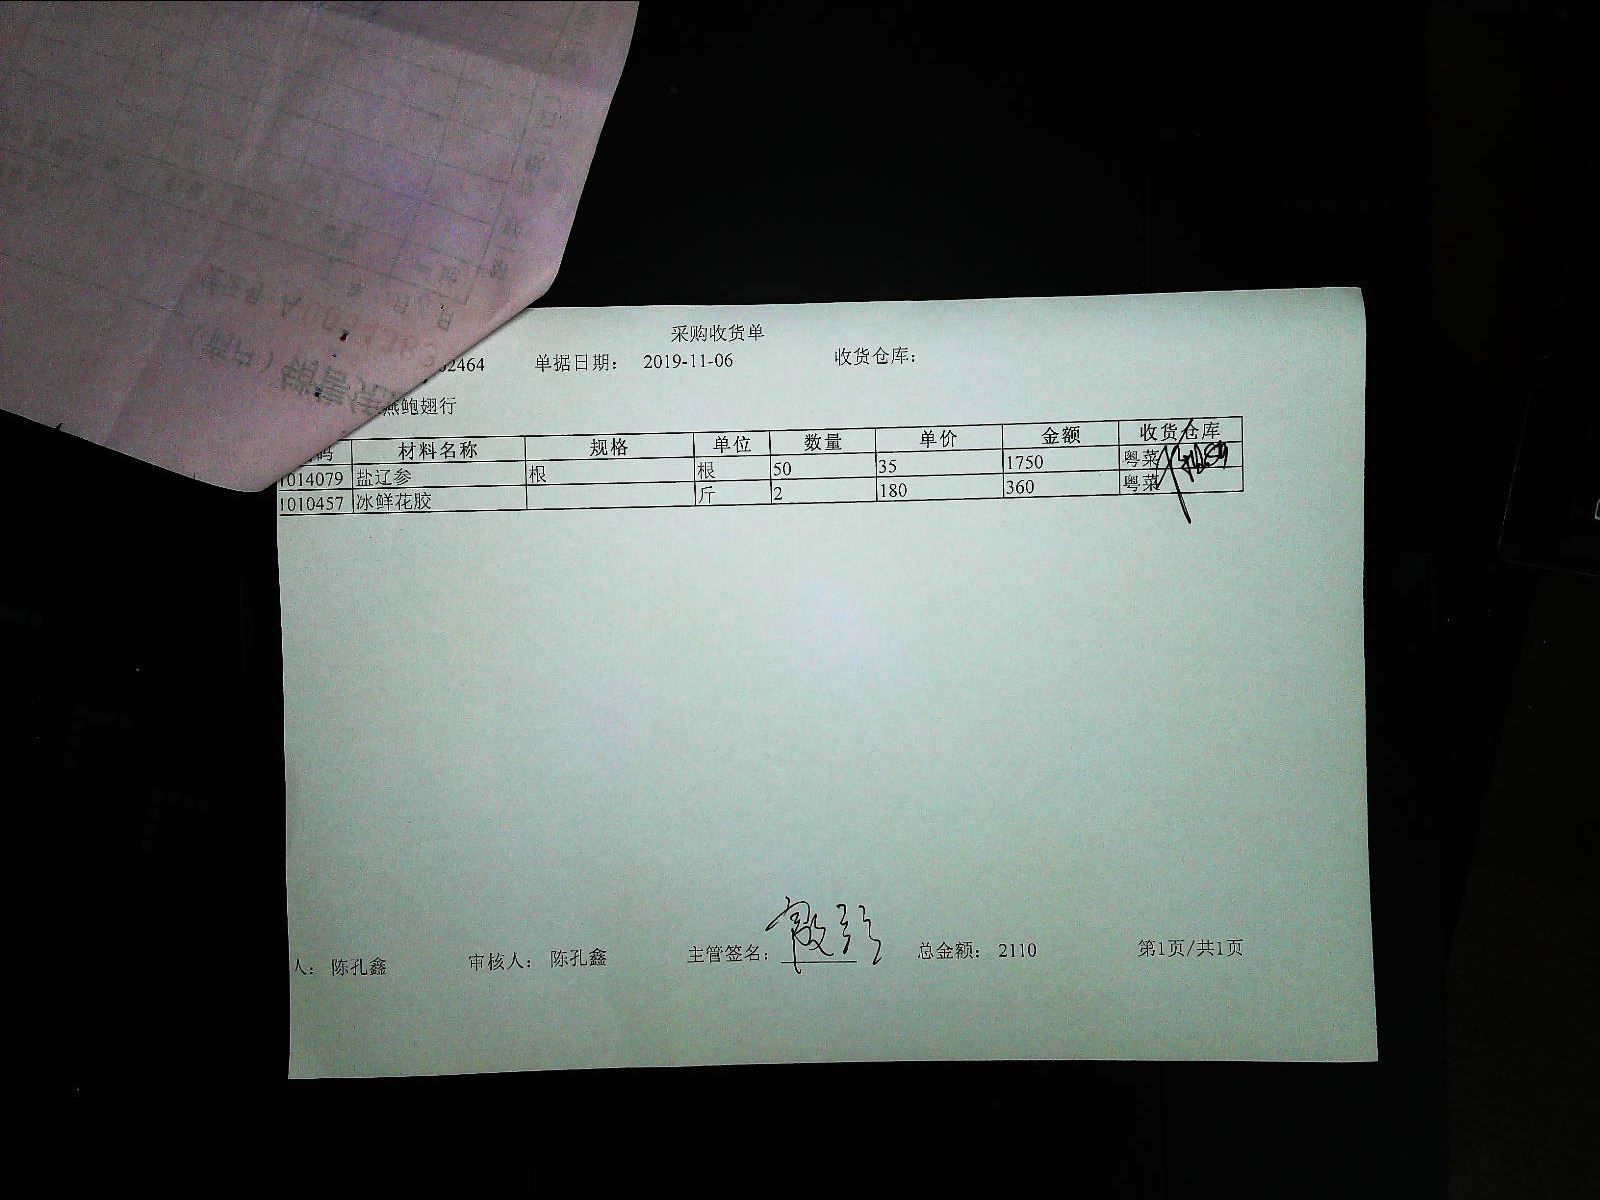 采购收货单
02464 单据日期： 2019-11-06 收货仓库：
燕鲍翅行
码 材料名称 规格 单位 数量 单价 金额 收货仓库
1014079 盐辽参 根 根 50 35 1750 粤菜
1010457 冰鲜花胶 斤 2 180 360 粤菜
人： 陈孔鑫 审核人： 陈孔鑫 主管签名： 总金额： 2110 第1页/共1页